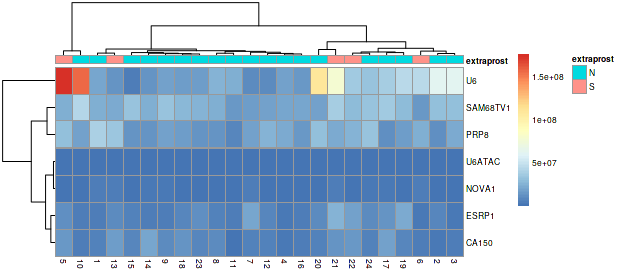 extraprost
U6
SAM68TV1
PRP8
U6ATAC
NOVA1
ESRP1
CA150
5 10 1 13 15 14 9 18 23 8 11 7 12 4 16 20 21 22 24 17 19 6 2 3
1.5e+08
1e+08
5e+07
extraprost
N
S